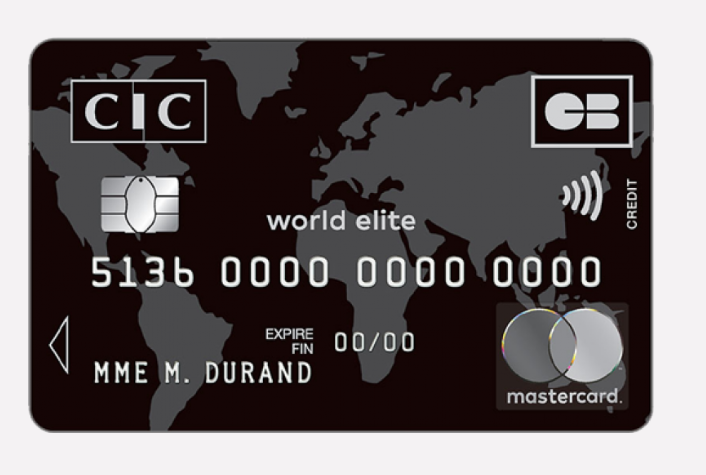 CIC
CB
CREDIT
world elite
5136 0000 0000 0000
EXPIRE
FIN 00/00
MME M. DURAND
mastercard.